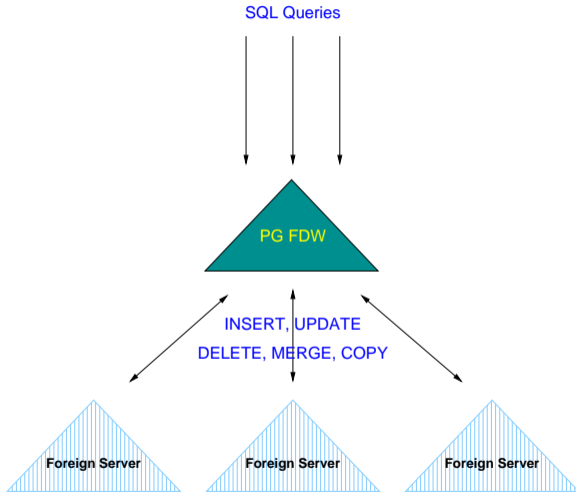 SQL Queries
PG FDW
INSERT, UPDATE
DELETE, MERGE, COPY
Foreign Server
Foreign Server
Foreign Server